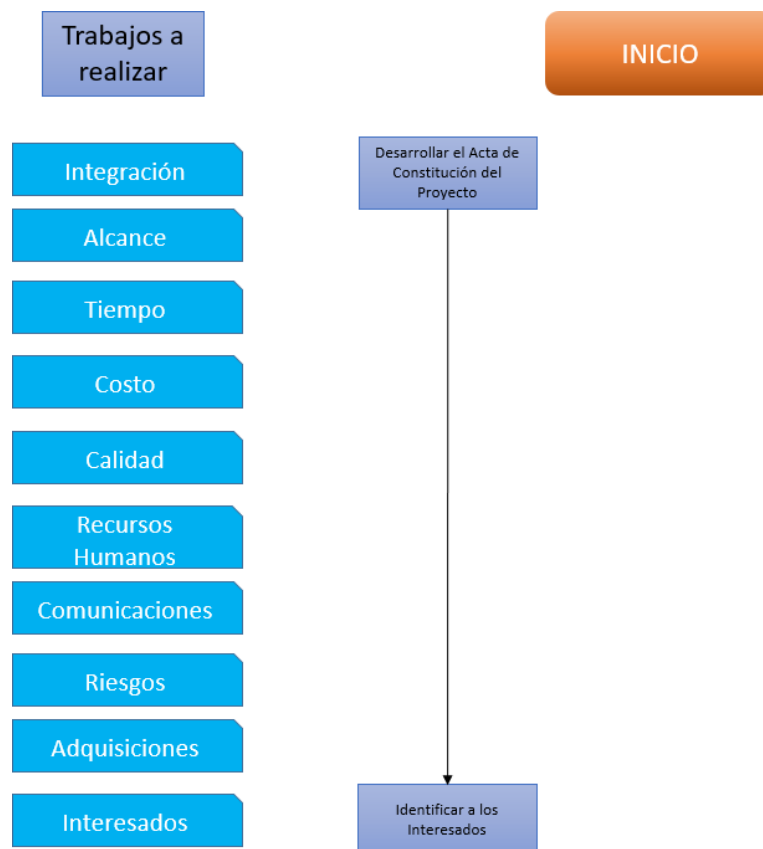 Trabajos a
realizar
INICIO
Integración
Desarrollar el Acta de
Constitución del
Proyecto
Alcance
Tiempo
Costo
Calidad
Recursos
Humanos
Comunicaciones
Riesgos
Adquisiciones
Interesados
Identificar a los
Interesados